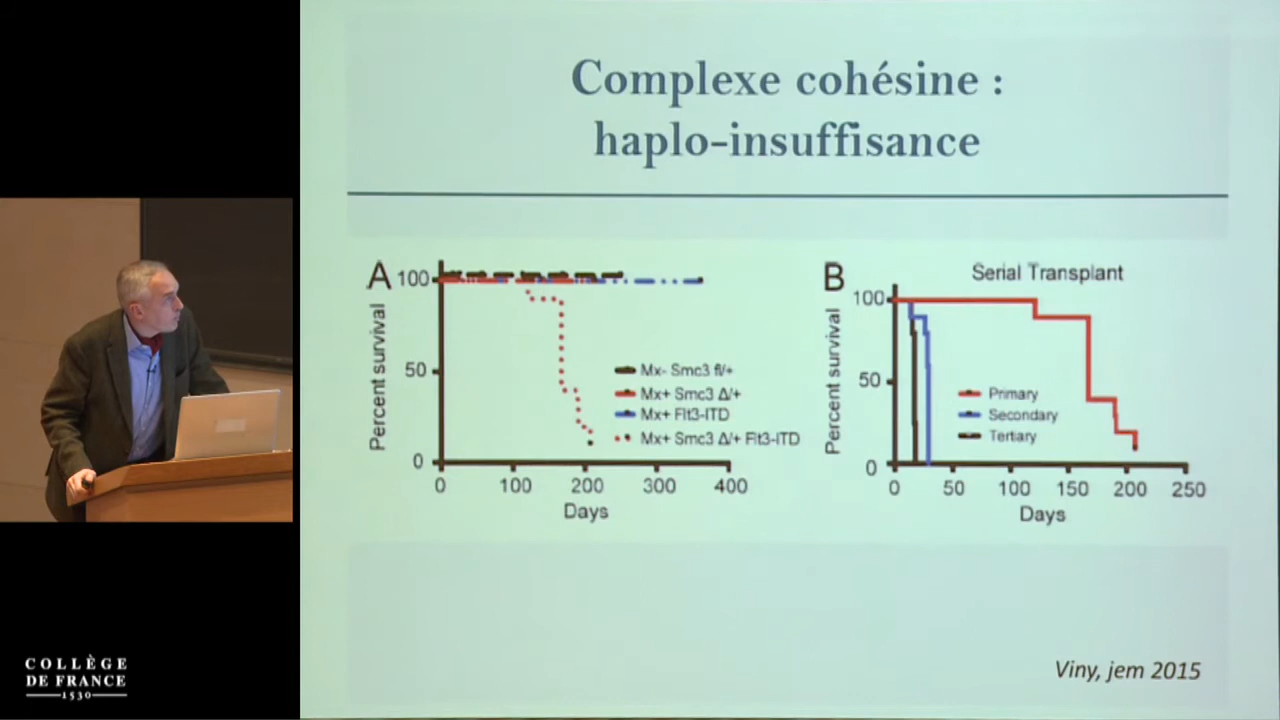 Complexe cohésine :
haplo-insuffisance
A
100
50
0
Percent survival
0 100 200 300 400
Days
Mx- Smc3 fl/+
Mx+ Smc3 Δ/+
Mx+ Flt3-ITD
Mx+ Smc3 Δ/+ Flt3-ITD
B
Serial Transplant
100
50
0
Percent survival
0 50 100 150 200 250
Days
Primary
Secondary
Tertiary
Viny, jem 2015
COLLÈGE
DE FRANCE
1530